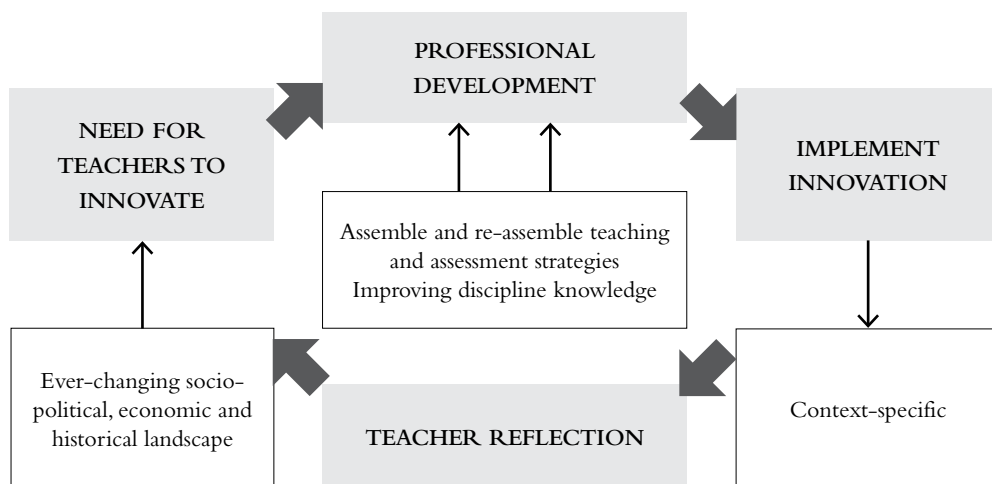 PROFESSIONAL
DEVELOPMENT
NEED FOR
TEACHERS TO
INNOVATE
IMPLEMENT
INNOVATION
Assemble and re-assemble teaching
and assessment strategies
Improving discipline knowledge
Ever-changing socio-
political, economic and
historical landscape
TEACHER REFLECTION
Context-specific